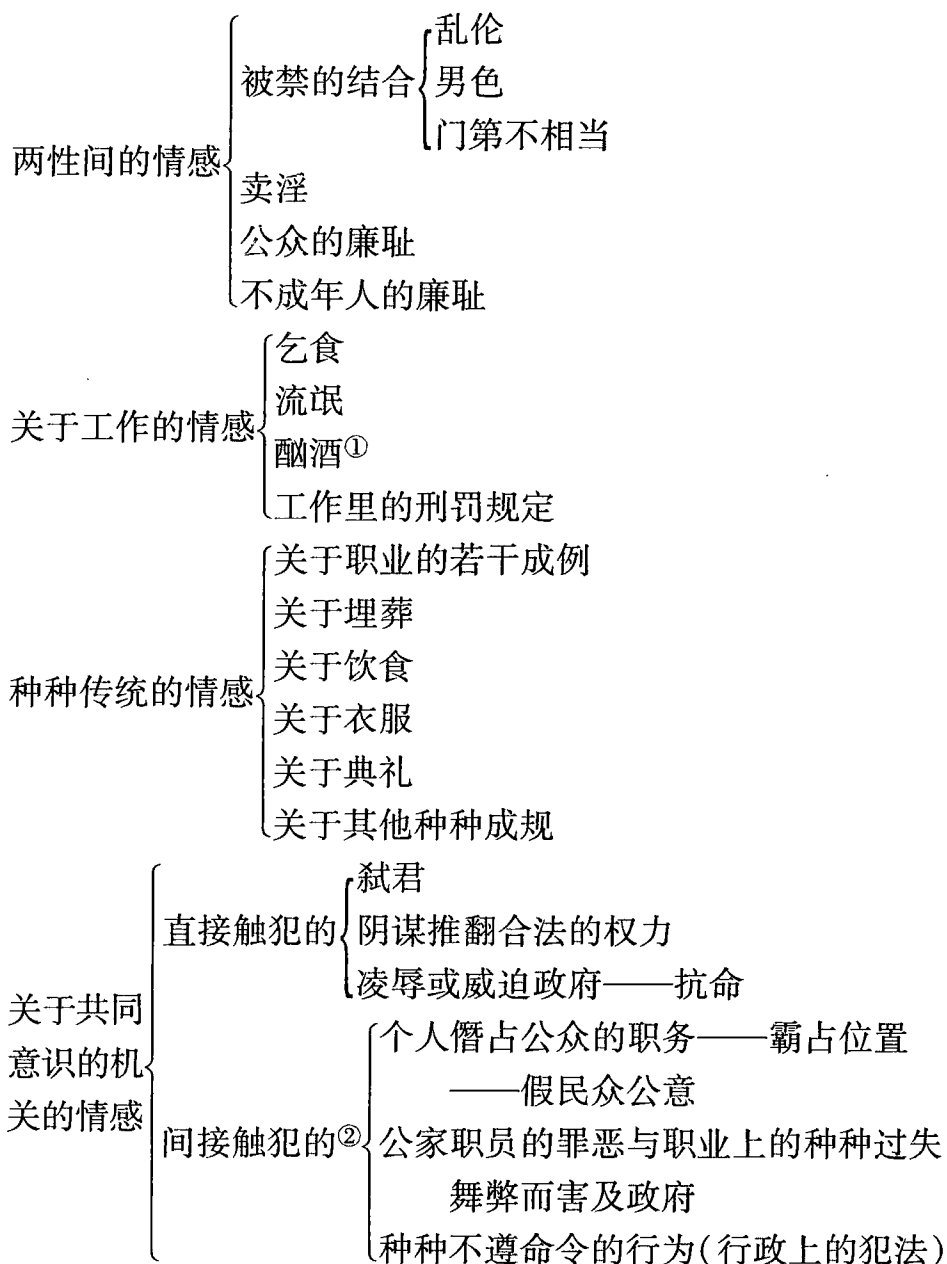 两性间的情感
被禁的结合
乱伦
男色
门第不相当
卖淫
公众的廉耻
不成年人的廉耻
关于工作的情感
乞食
流氓
酗酒①
工作里的刑罚规定
种种传统的情感
关于职业的若干成例
关于埋葬
关于饮食
关于衣服
关于典礼
关于其他种种成规
关于共同
意识的机
关的情感
直接触犯的
弑君
阴谋推翻合法的权力
凌辱或威迫政府——抗命
间接触犯的②
个人僭占公众的职务——霸占位置
——假民众公意
公家职员的罪恶与职业上的种种过失
舞弊而害及政府
种种不遵命令的行为(行政上的犯法)